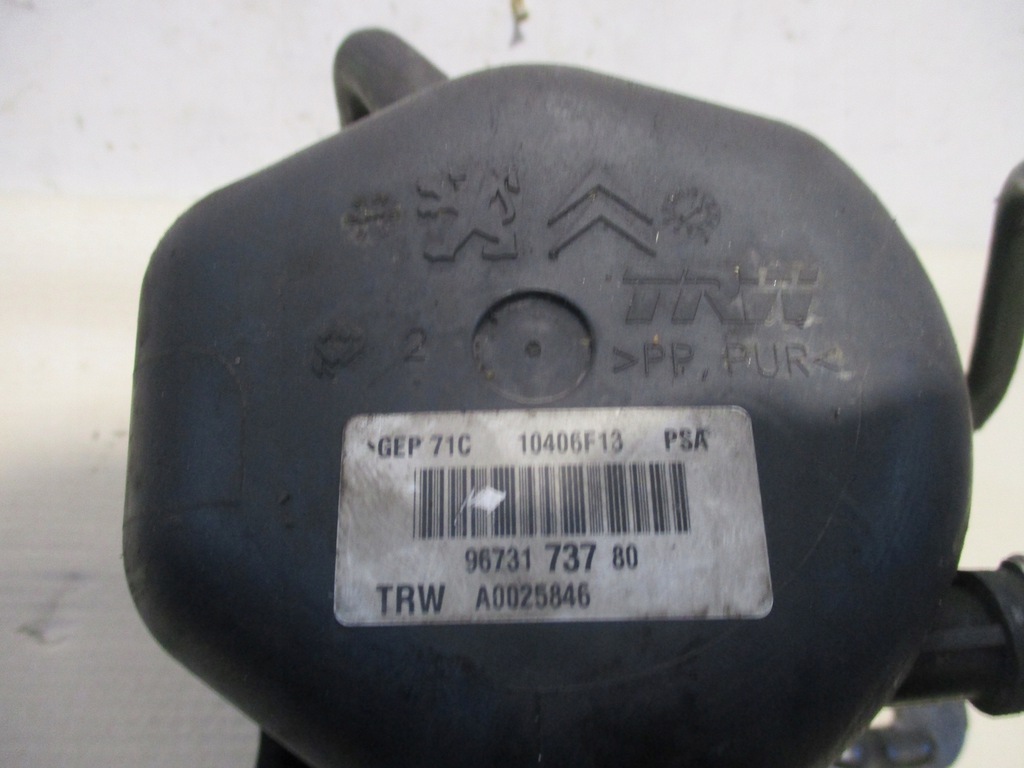 TRW
2 >PP, PUR<
GEP 71C 10406F13 PSA
96731 737 80
TRW A0025846